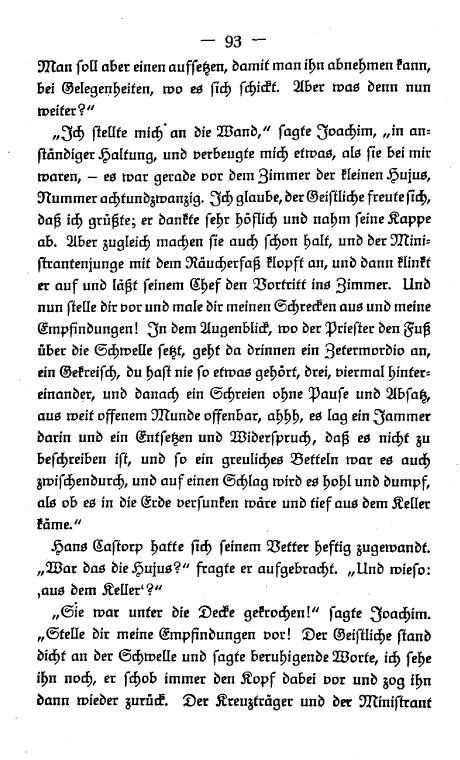 — 93 —
Man soll aber einen aufsetzen, damit man ihn abnehmen kann,
bei Gelegenheiten, wo es sich schickt. Aber was denn nun
weiter?“
„Ich stellte mich an die Wand,“ sagte Joachim, „in an=
ständiger Haltung, und verbeugte mich etwas, als sie bei mir
waren, – es war gerade vor dem Zimmer der kleinen Hujus,
Nummer achtundzwanzig. Ich glaube, der Geistliche freute sich,
daß ich grüßte; er dankte sehr höflich und nahm seine Kappe
ab. Aber zugleich machen sie auch schon halt, und der Mini=
strantenjunge mit dem Räucherfaß klopft an, und dann klinkt
er auf und läßt seinem Chef den Vortritt ins Zimmer. Und
nun stelle dir vor und male dir meinen Schrecken aus und meine
Empfindungen! In dem Augenblick, wo der Priester den Fuß
über die Schwelle setzt, geht da drinnen ein Zetermordio an,
ein Gekreisch, du hast nie so etwas gehört, drei, viermal hinter=
einander, und danach ein Schreien ohne Pause und Absatz,
aus weit offenem Munde offenbar, ahhh, es lag ein Jammer
darin und ein Entsetzen und Widerspruch, daß es nicht zu
beschreiben ist, und so ein greuliches Betteln war es auch
zwischendurch, und auf einen Schlag wird es hohl und dumpf,
als ob es in die Erde versunken wäre und tief aus dem Keller
käme.“
Hans Castorp hatte sich seinem Vetter heftig zugewandt.
„War das die Hujus?“ fragte er aufgebracht. „Und wieso:
‚aus dem Keller‘?“
„Sie war unter die Decke gekrochen!“ sagte Joachim.
„Stelle dir meine Empfindungen vor! Der Geistliche stand
dicht an der Schwelle und sagte beruhigende Worte, ich sehe
ihn noch, er schob immer den Kopf dabei vor und zog ihn
dann wieder zurück. Der Kreuzträger und der Ministrant